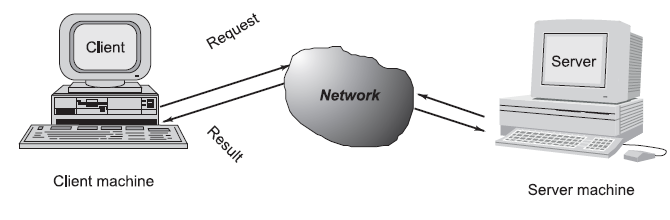 Client
Request
Network
Server
Result
Client machine
Server machine